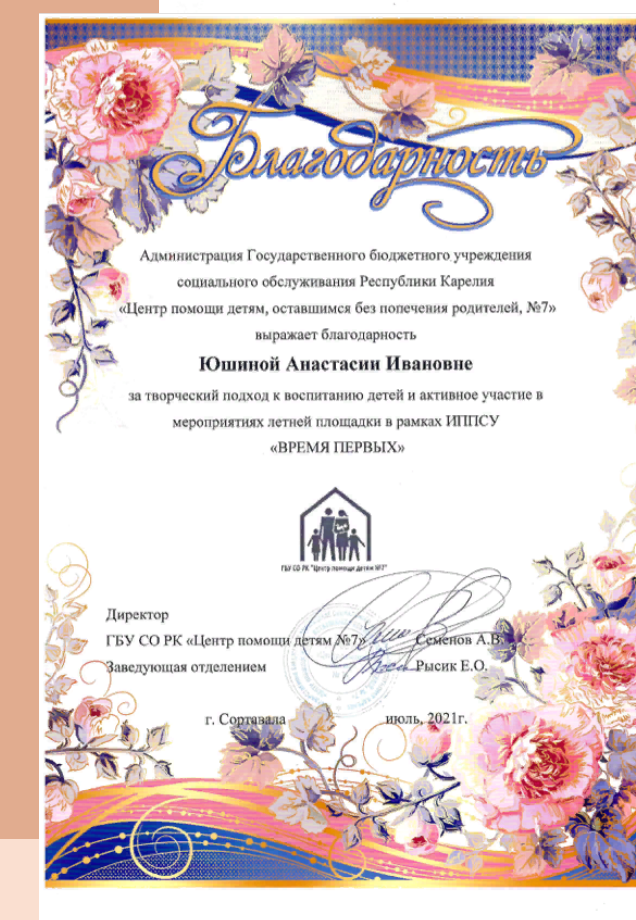 Благодарность
Администрация Государственного бюджетного учреждения
социального обслуживания Республики Карелия
«Центр помощи детям, оставшимся без попечения родителей, №7»
выражает благодарность
Юшиной Анастасии Ивановне
за творческий подход к воспитанию детей и активное участие в
мероприятиях летней площадки в рамках ИППСУ
«ВРЕМЯ ПЕРВЫХ»
ГБУ СО РК "Центр помощи детям №7"
Директор
ГБУ СО РК «Центр помощи детям №7» Семенов А.В.
Заведующая отделением Рысик Е.О.
г. Сортавала июль, 2021г.